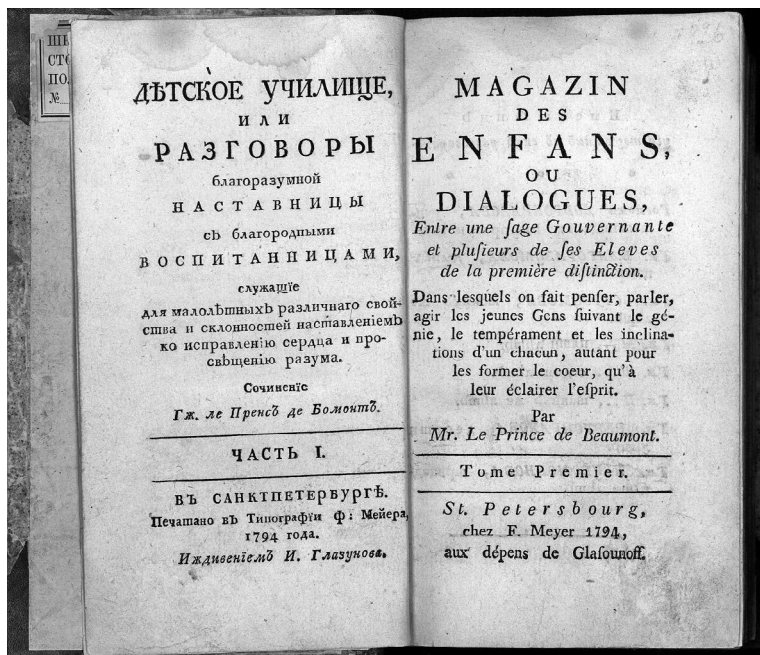 ДѢТСКОЕ УЧИЛИЩЕ,
ИЛИ
РАЗГОВОРЫ
благоразумной
НАСТАВНИЦЫ
съ благородными
ВОСПИТАННИЦАМИ,
служащїе
для малолѣтныхъ различнаго свой-
ства и склонностей наставленїемъ
ко исправленїю сердца и про-
свѣщенїю разума.
Сочиненїе
Гж. ле Пренсъ де Бомонтъ.
ЧАСТЬ I.
ВЪ САНКТПЕТЕРБУРГѢ.
Печатано въ Типографїи Ф: Мейера,
1794 года.
Иждивенїемъ И. Глазунова.
MAGAZIN
DES
ENFANS,
OU
DIALOGUES,
Entre une ſage Gouvernante
et pluſieurs de ſes Eleves
de la première diſtinction.
Dans lesquels on fait penſer, parler,
agir les jeunes Gens ſuivant le gé-
nie, le tempérament et les inclina-
tions d'un chacun, autant pour
les former le coeur, qu'à
leur éclairer l'eſprit.
Par
Mr. Le Prince de Beaumont.
Tome Premier.
St. Petersbourg,
chez F. Meyer 1794,
aux dépens de Glaſounoff.